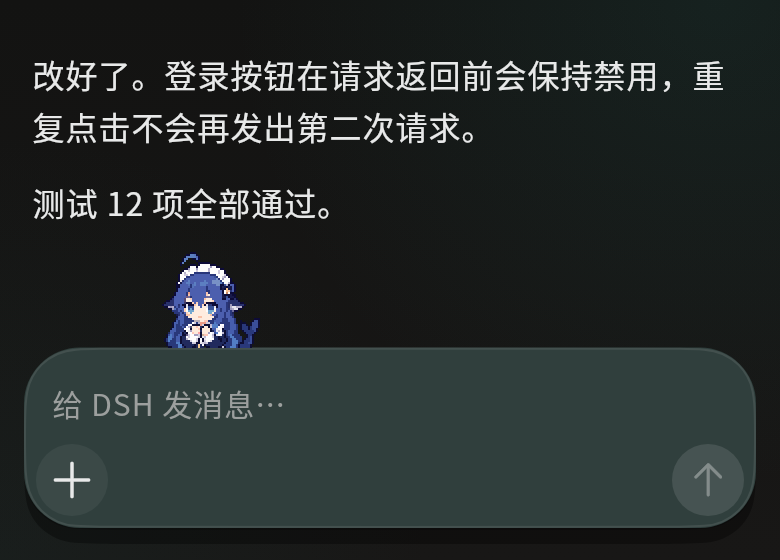 改好了。登录按钮在请求返回前会保持禁用，重
复点击不会再发出第二次请求。
测试 12 项全部通过。
给 DSH 发消息…